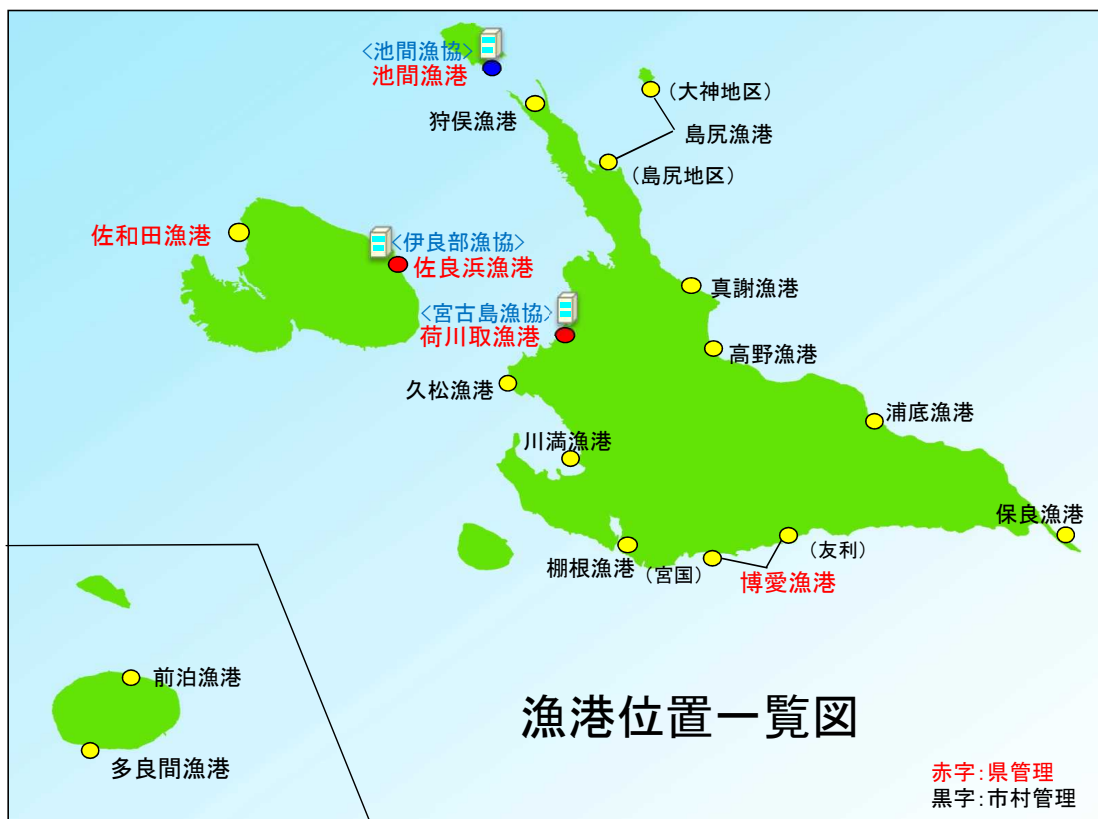 <池間漁協>
池間漁港
(大神地区)
狩俣漁港
島尻漁港
(島尻地区)
佐和田漁港
<伊良部漁協>
佐良浜漁港
真謝漁港
<宮古島漁協>
荷川取漁港
高野漁港
久松漁港
浦底漁港
川満漁港
保良漁港
(友利)
棚根漁港
(宮国)
博愛漁港
前泊漁港
漁港位置一覧図
多良間漁港
赤字:県管理
黒字:市村管理